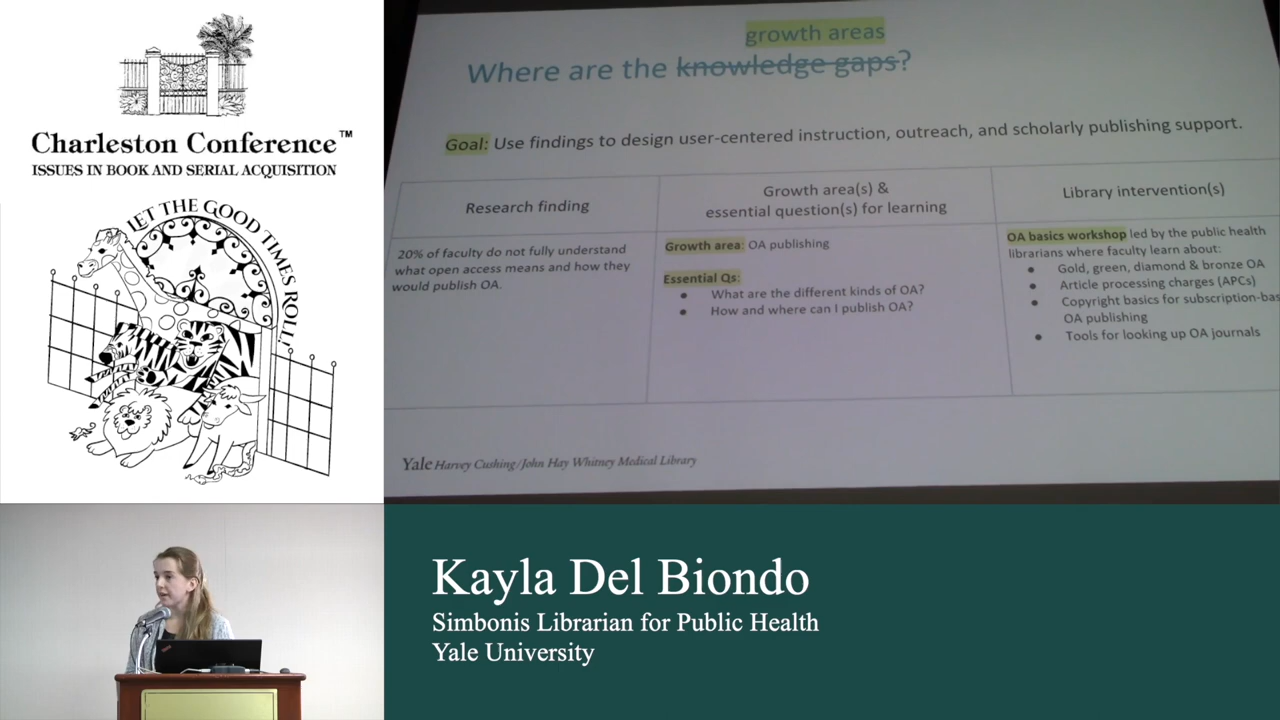 Charleston Conference™
ISSUES IN BOOK AND SERIAL ACQUISITION
LET THE GOOD TIMES ROLL!
growth areas
Where are the knowledge gaps?
Goal: Use findings to design user-centered instruction, outreach, and scholarly publishing support.
Research finding
Growth area(s) &
essential question(s) for learning
Library intervention(s)
20% of faculty do not fully understand
what open access means and how they
would publish OA.
Growth area: OA publishing
Essential Qs:
● What are the different kinds of OA?
● How and where can I publish OA?
OA basics workshop led by the public health
librarians where faculty learn about:
● Gold, green, diamond & bronze OA
● Article processing charges (APCs)
● Copyright basics for subscription-bas
OA publishing
● Tools for looking up OA journals
Yale Harvey Cushing/John Hay Whitney Medical Library
Kayla Del Biondo
Simbonis Librarian for Public Health
Yale University